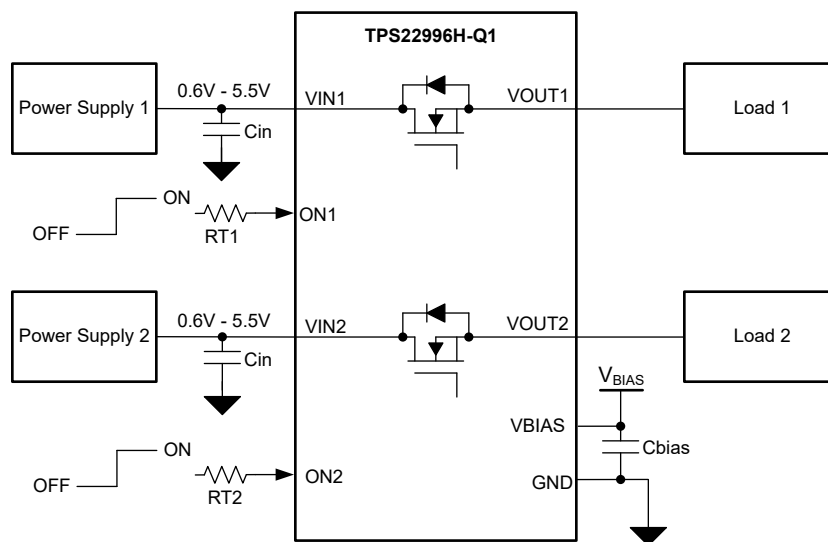 TPS22996H-Q1
Power Supply 1
0.6V - 5.5V
VIN1
VOUT1
Load 1
Cin
ON
OFF
RT1
ON1
Power Supply 2
0.6V - 5.5V
VIN2
VOUT2
Load 2
Cin
VBIAS
VBIAS
Cbias
ON
OFF
RT2
ON2
GND